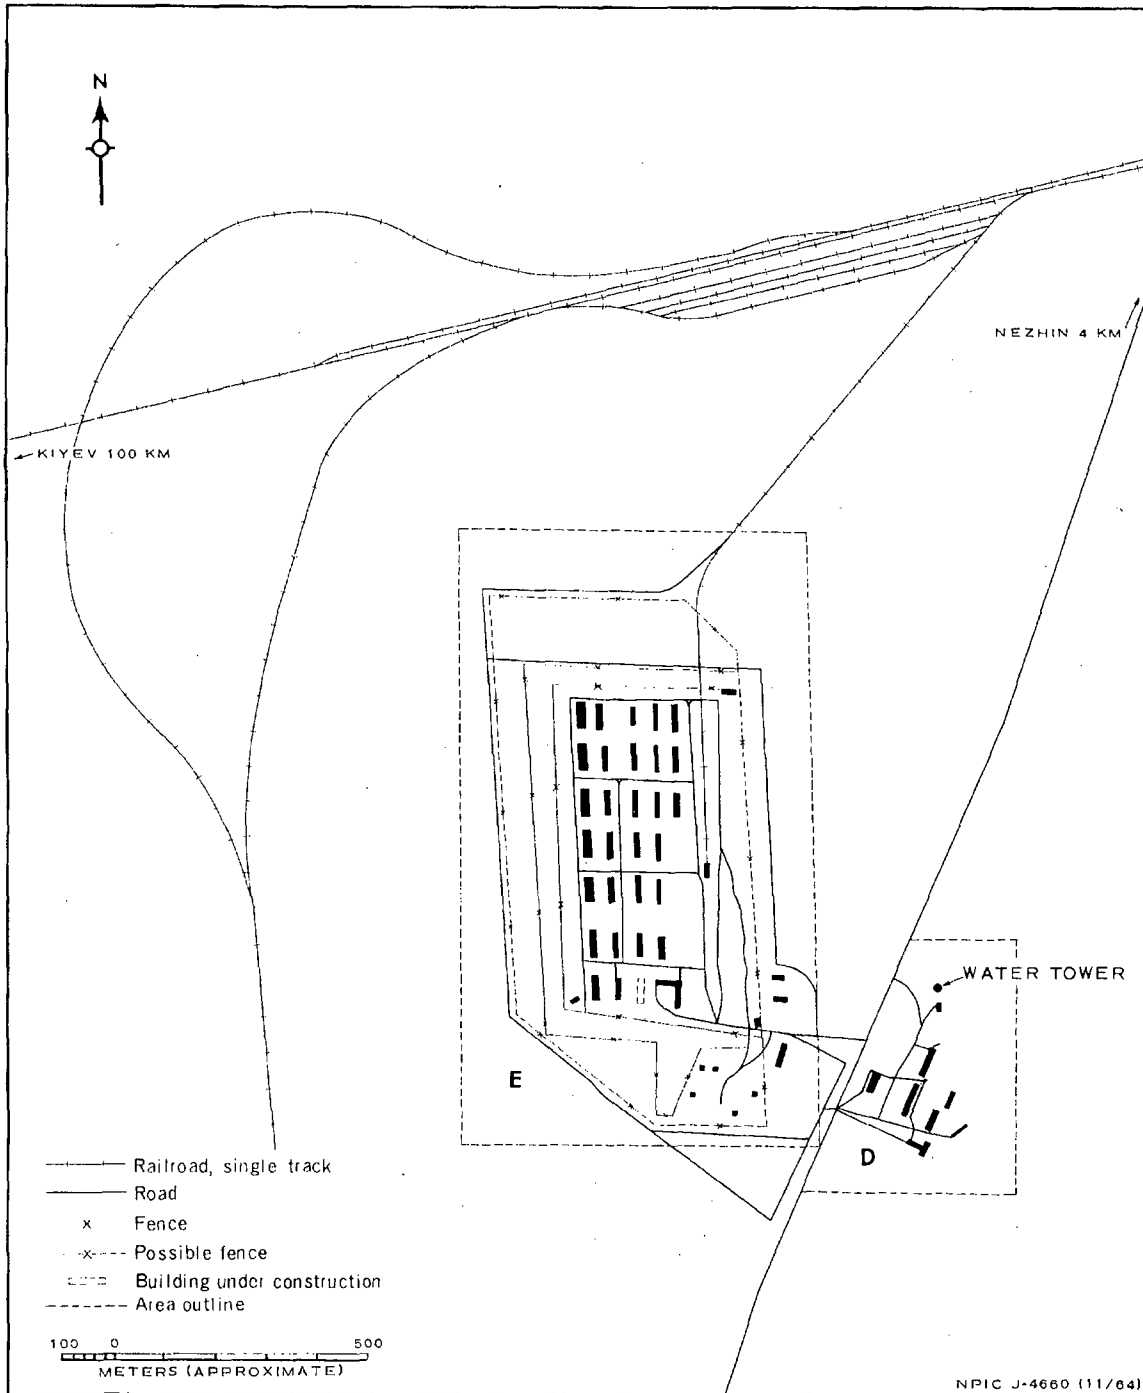 N
NEZHIN 4 KM
KIYEV 100 KM
WATER TOWER
E
D
Railroad, single track
Road
x Fence
-x- Possible fence
Building under construction
Area outline
100 0 500
METERS (APPROXIMATE)
NPIC J-4660 (11/64)